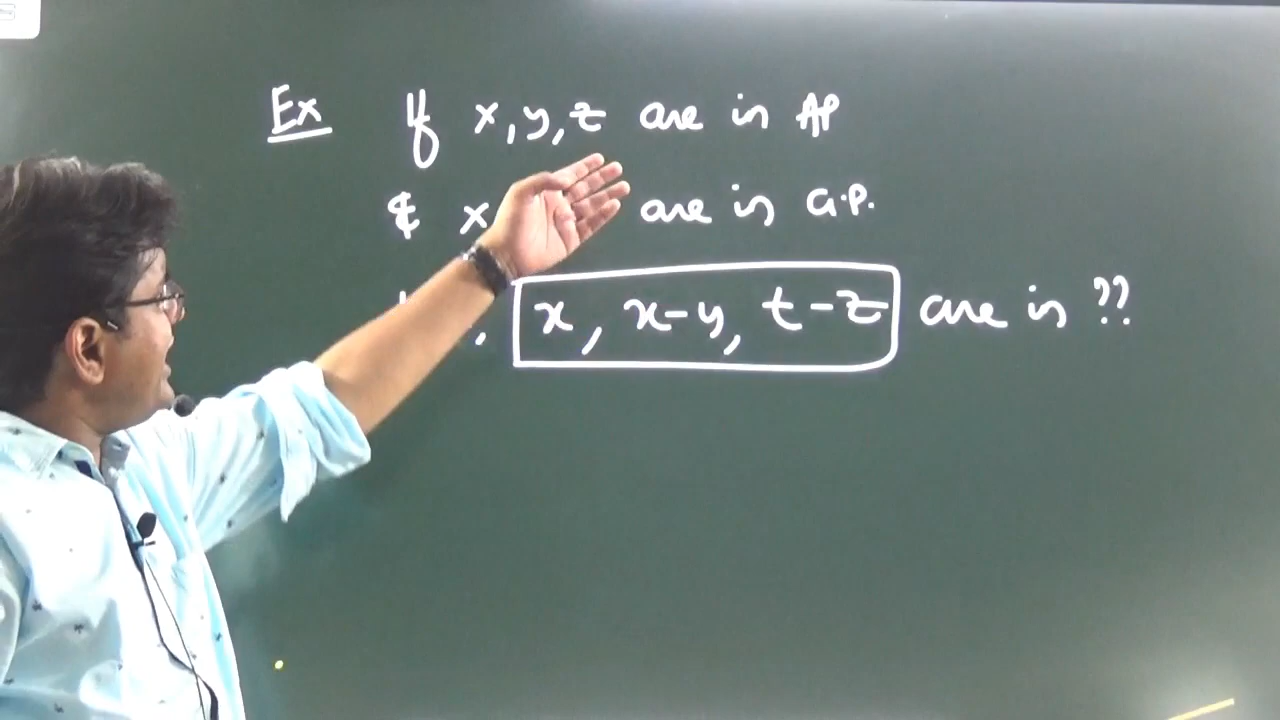 Ex If x, y, z are in AP
& x are in G.P.
, x, x-y, t-z are in ??